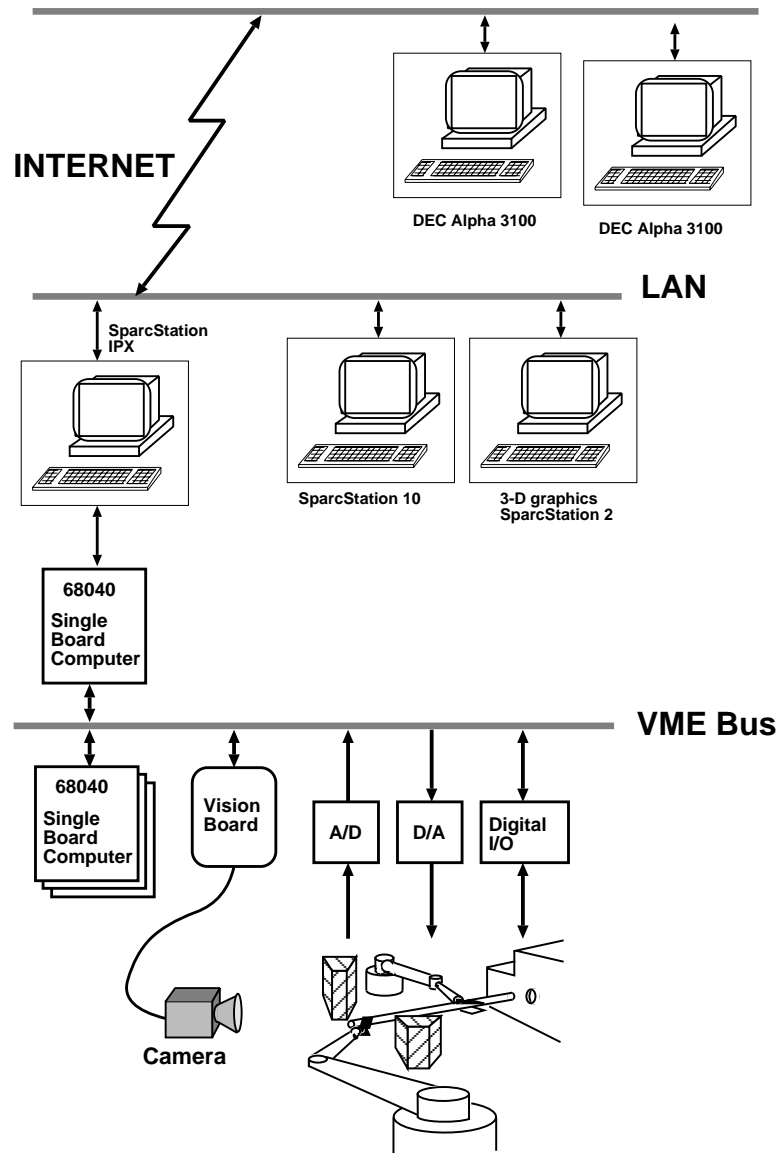 INTERNET
DEC Alpha 3100
DEC Alpha 3100
LAN
SparcStation
IPX
SparcStation 10
3-D graphics
SparcStation 2
68040
Single
Board
Computer
VME Bus
68040
Single
Board
Computer
Vision
Board
A/D
D/A
Digital
I/O
Camera